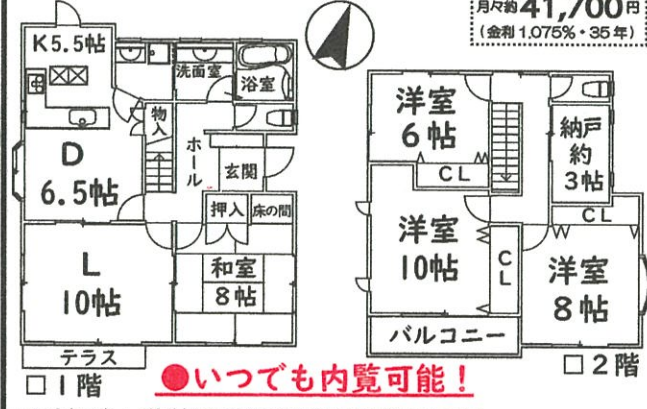 月々約41,700円
(金利1.075%・35年)
K5.5帖
洗面室
浴室
物入
ホール
玄関
D
6.5帖
押入
床の間
L
10帖
和室
8帖
テラス
□1階
洋室
6帖
CL
納戸
約
3帖
CL
洋室
10帖
CL
洋室
8帖
バルコニー
□2階
●いつでも内覧可能！